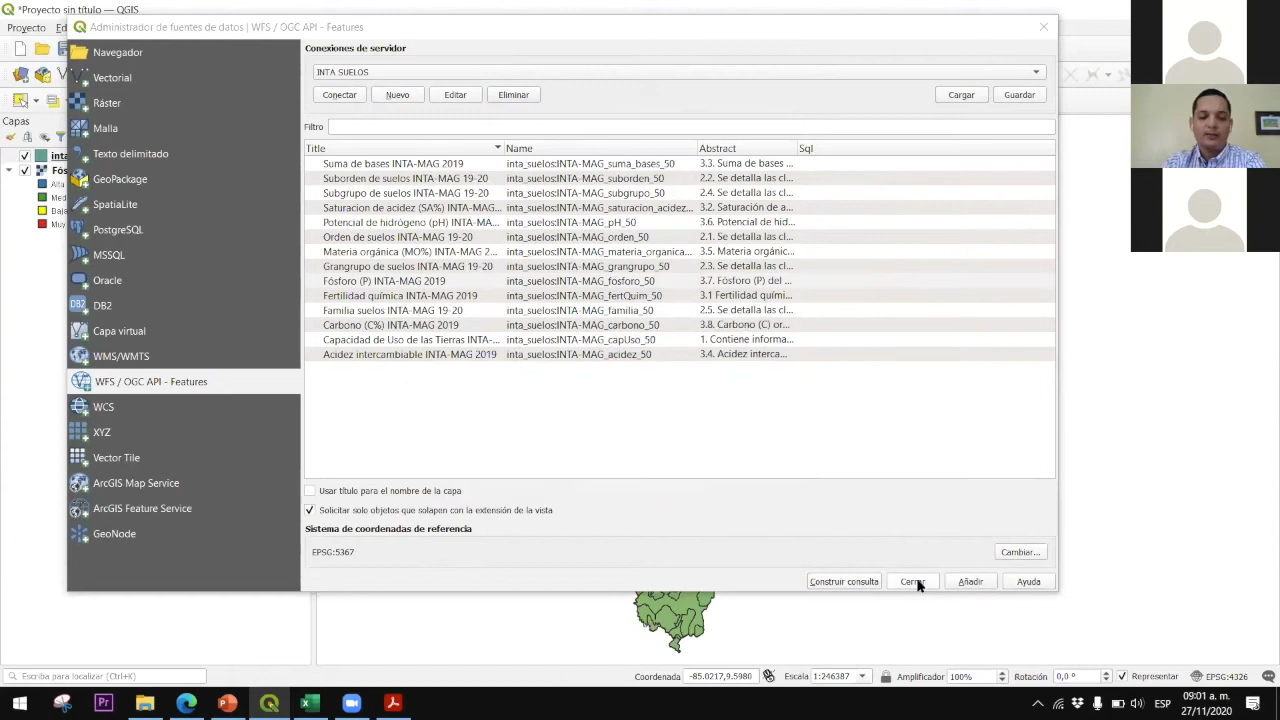 *Proyecto sin título — QGIS
Proyecto
Administrador de fuentes de datos | WFS / OGC API - Features
Navegador
Vectorial
Ráster
Malla
Texto delimitado
GeoPackage
SpatiaLite
PostgreSQL
MSSQL
Oracle
DB2
Capa virtual
WMS/WMTS
WFS / OGC API - Features
WCS
XYZ
Vector Tile
ArcGIS Map Service
ArcGIS Feature Service
GeoNode
Capas
inta
Fós
Alta
Med
Baja
Muy
Conexiones de servidor
INTA SUELOS
Conectar Nuevo Editar Eliminar Cargar Guardar
Filtro
Title Name Abstract Sql
Suma de bases INTA-MAG 2019 inta_suelos:INTA-MAG_suma_bases_50 3.3. Suma de bases ...
Suborden de suelos INTA-MAG 19-20 inta_suelos:INTA-MAG_suborden_50 2.2. Se detalla las cl...
Subgrupo de suelos INTA-MAG 19-20 inta_suelos:INTA-MAG_subgrupo_50 2.4. Se detalla las cl...
Saturacion de acidez (SA%) INTA-MAG... inta_suelos:INTA-MAG_saturacion_acidez... 3.2. Saturación de a...
Potencial de hidrógeno (pH) INTA-MA... inta_suelos:INTA-MAG_pH_50 3.6. Potencial de hid...
Orden de suelos INTA-MAG 19-20 inta_suelos:INTA-MAG_orden_50 2.1. Se detalla las cl...
Materia orgánica (MO%) INTA-MAG 2... inta_suelos:INTA-MAG_materia_organica... 3.5. Materia orgánic...
Grangrupo de suelos INTA-MAG 19-20 inta_suelos:INTA-MAG_grangrupo_50 2.3. Se detalla las cl...
Fósforo (P) INTA-MAG 2019 inta_suelos:INTA-MAG_fosforo_50 3.7. Fósforo (P) del ...
Fertilidad química INTA-MAG 2019 inta_suelos:INTA-MAG_fertQuim_50 3.1 Fertilidad químí...
Familia suelos INTA-MAG 19-20 inta_suelos:INTA-MAG_familia_50 2.5. Se detalla las cl...
Carbono (C%) INTA-MAG 2019 inta_suelos:INTA-MAG_carbono_50 3.8. Carbono (C) or...
Capacidad de Uso de las Tierras INTA-... inta_suelos:INTA-MAG_capUso_50 1. Contiene informa...
Acidez intercambiable INTA-MAG 2019 inta_suelos:INTA-MAG_acidez_50 3.4. Acidez interca...
Usar título para el nombre de la capa
Solicitar solo objetos que solapen con la extensión de la vista
Sistema de coordenadas de referencia
EPSG:5367 Cambiar...
Construir consulta Cerrar Añadir Ayuda
Escriba para localizar (Ctrl+K) Coordenada -85.0217,9.5980 Escala 1:246387 Amplificador 100% Rotación 0,0 ° Representar EPSG:4326
ESP
09:01 a. m.
27/11/2020